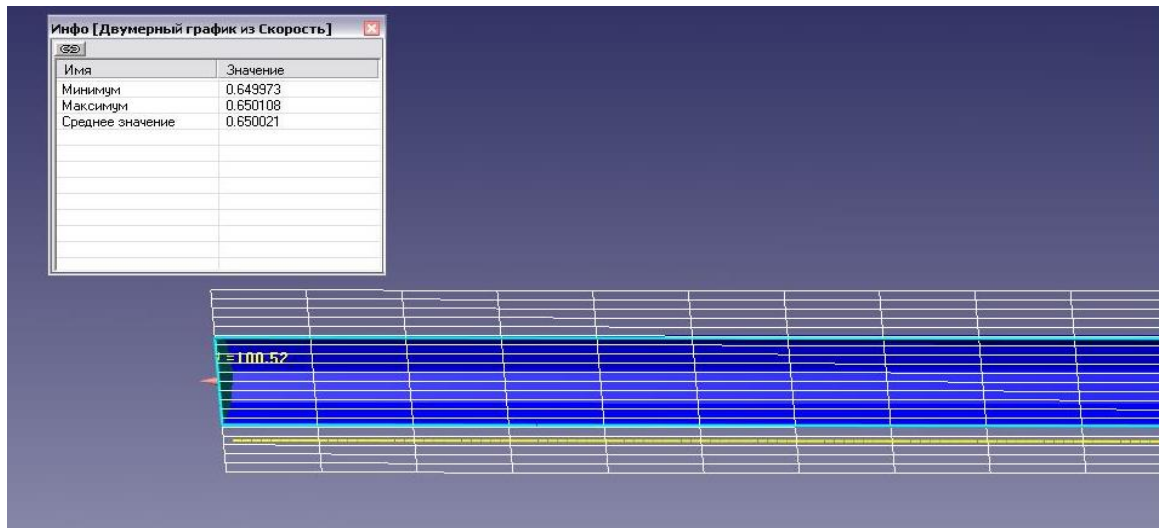 Инфо [Двумерный график из Скорость]
Имя Значение
Минимум 0.649973
Максимум 0.650108
Среднее значение 0.650021
=100.52